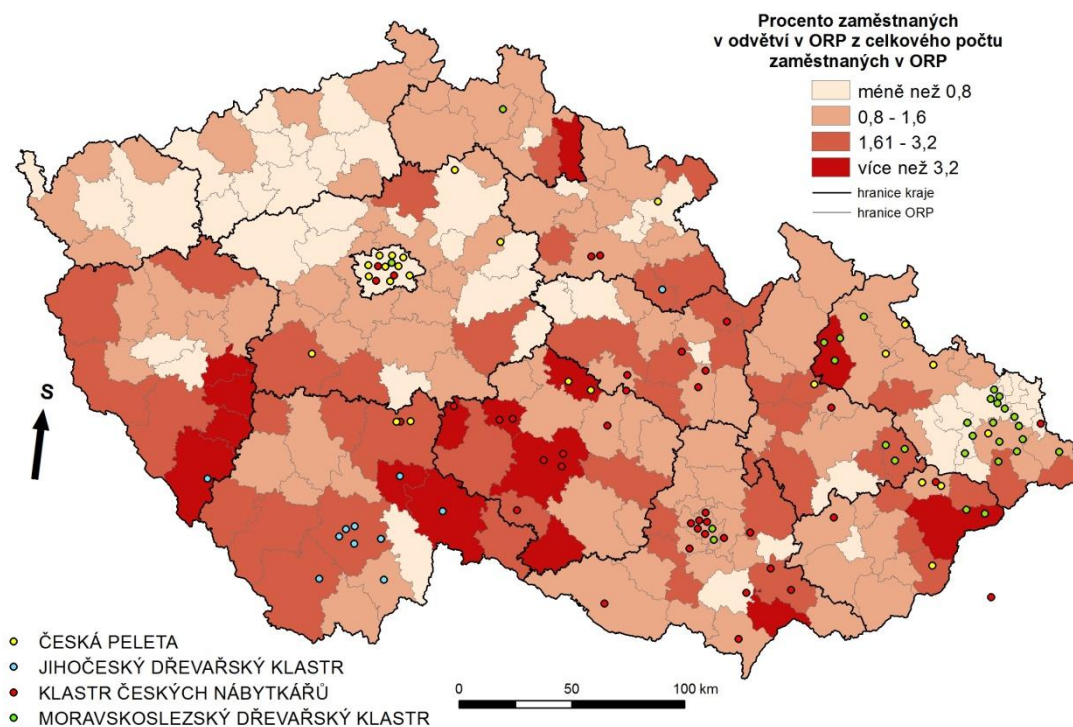 Procento zaměstnaných
v odvětví v ORP z celkového počtu
zaměstnaných v ORP
méně než 0,8
0,8 - 1,6
1,61 - 3,2
více než 3,2
hranice kraje
hranice ORP
S
ČESKÁ PELETA
JIHOČESKÝ DŘEVAŘSKÝ KLASTR
KLASTR ČESKÝCH NÁBYTKÁŘŮ
MORAVSKOSLEZSKÝ DŘEVAŘSKÝ KLASTR
0 50 100 km